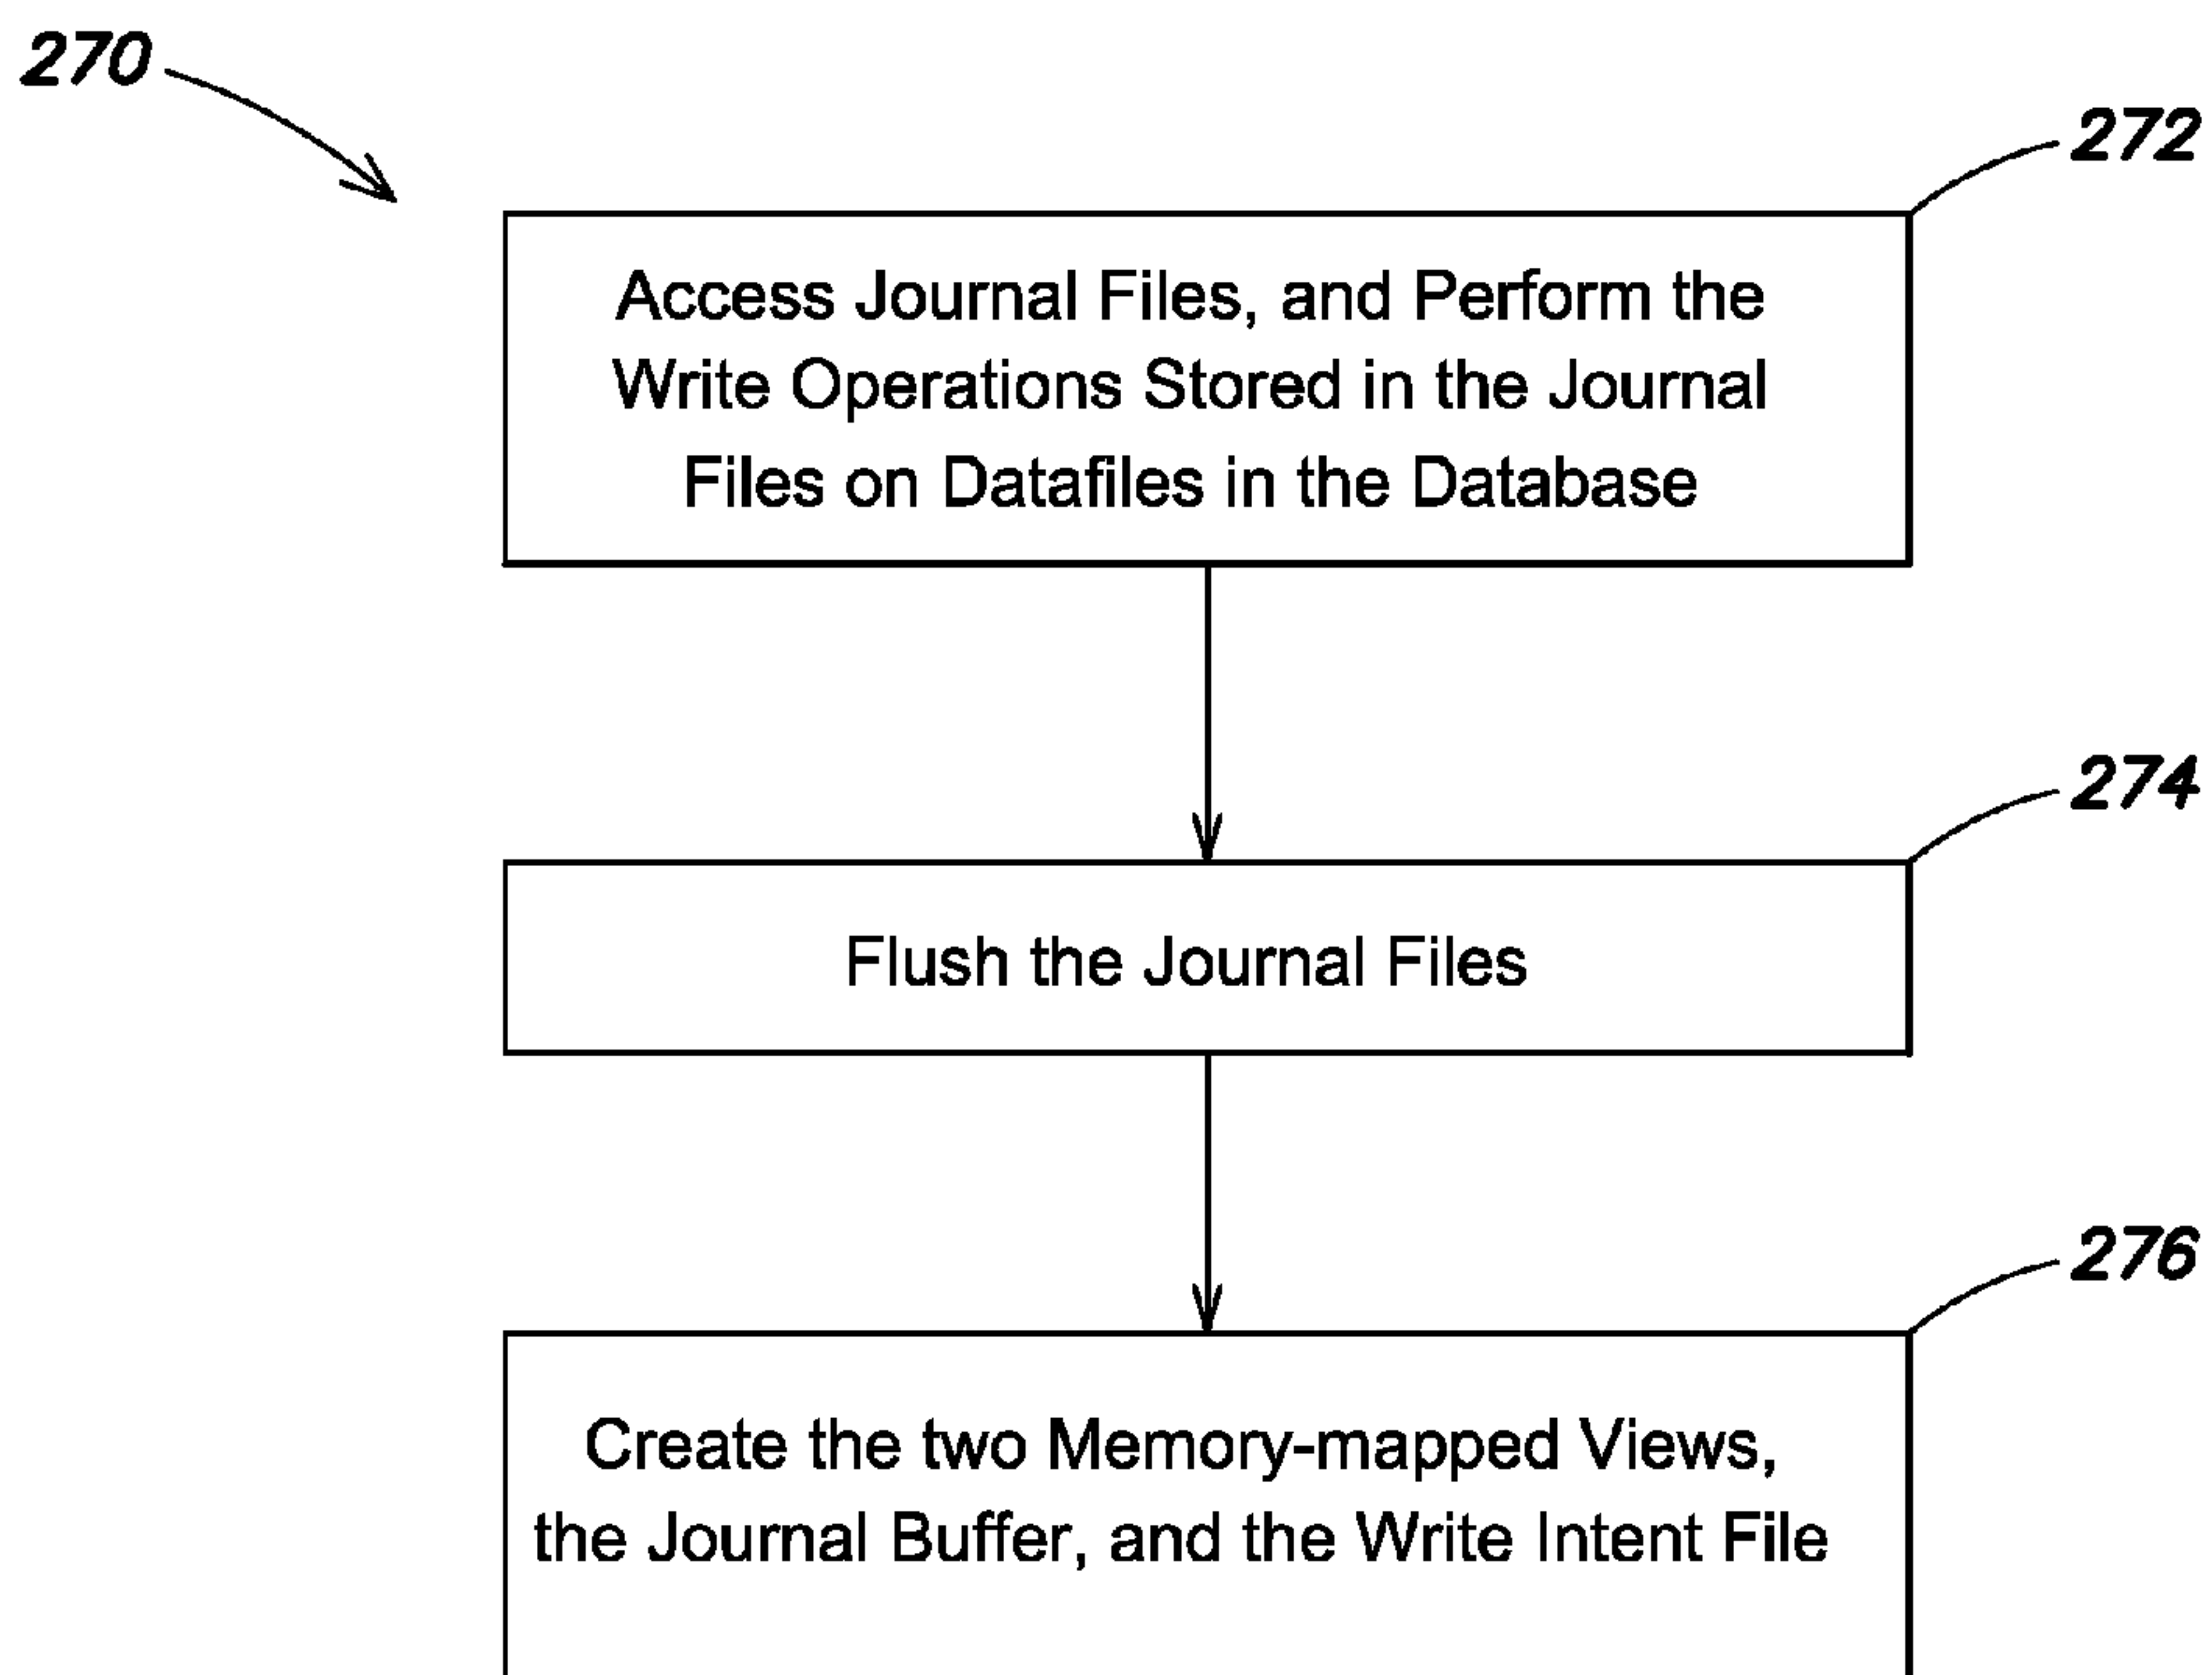 270
272
Access Journal Files, and Perform the
Write Operations Stored in the Journal
Files on Datafiles in the Database
274
Flush the Journal Files
276
Create the two Memory-mapped Views,
the Journal Buffer, and the Write Intent File